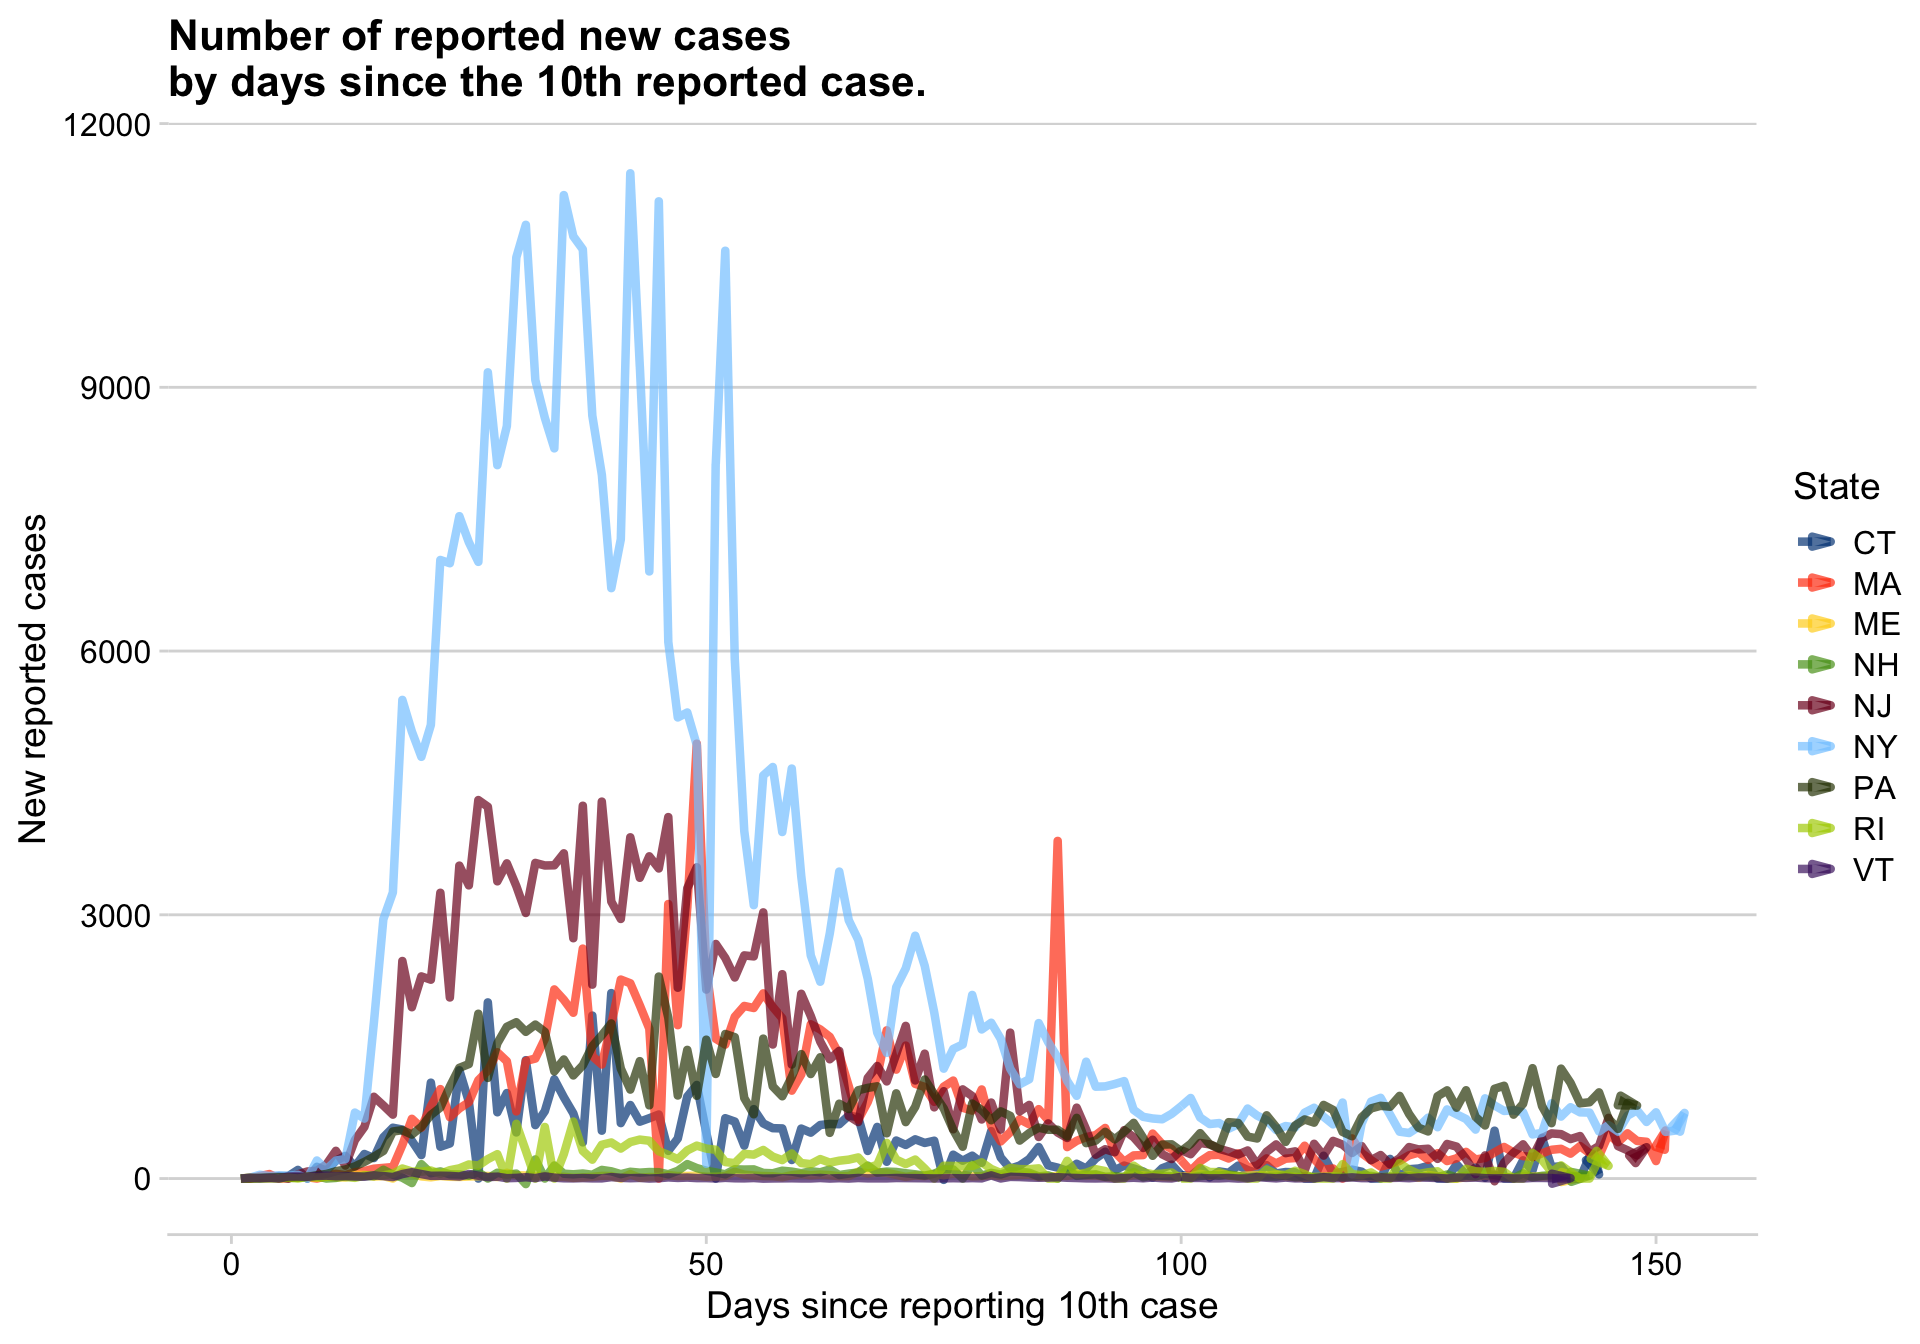 Number of reported new cases
by days since the 10th reported case.
12000
9000
6000
3000
0
New reported cases
0
50
100
150
Days since reporting 10th case
State
CT
MA
ME
NH
NJ
NY
PA
RI
VT